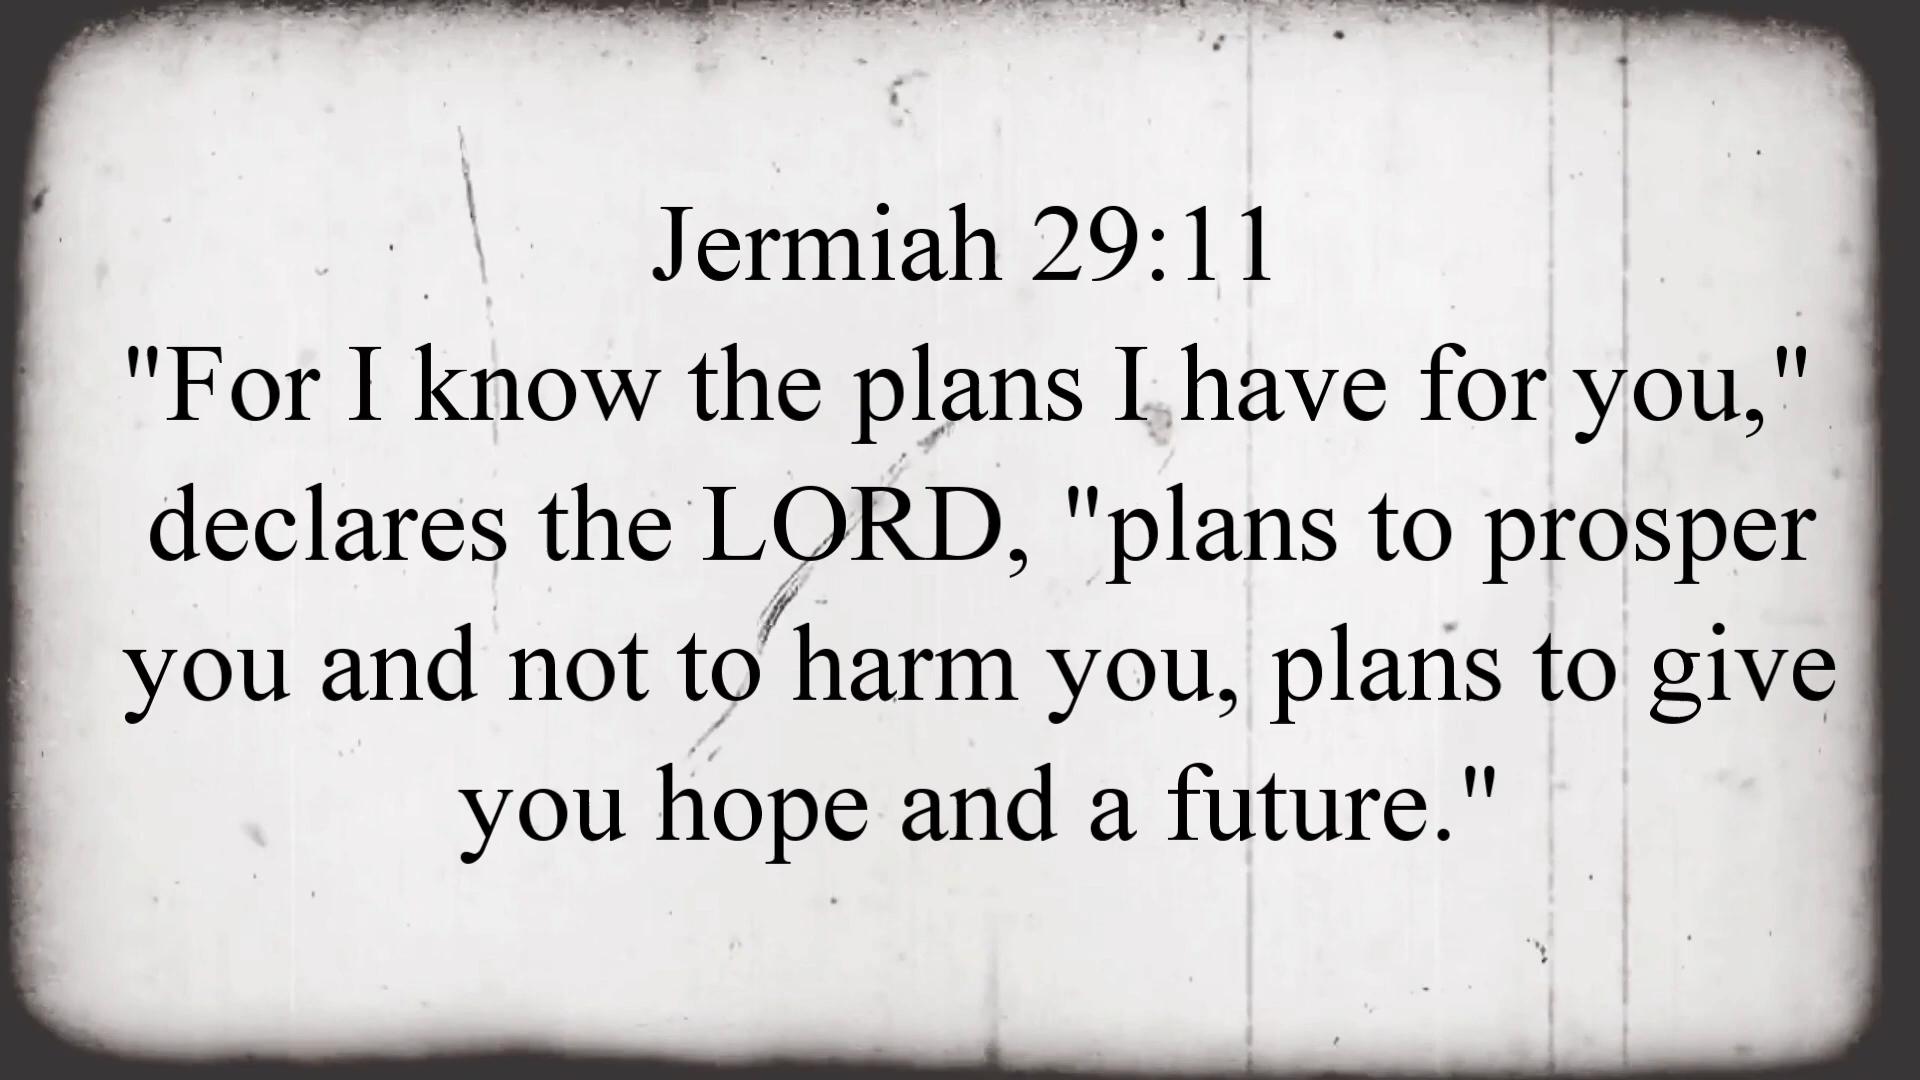 Jermiah 29:11
"For I know the plans I have for you,"
declares the LORD, "plans to prosper
you and not to harm you, plans to give
you hope and a future."